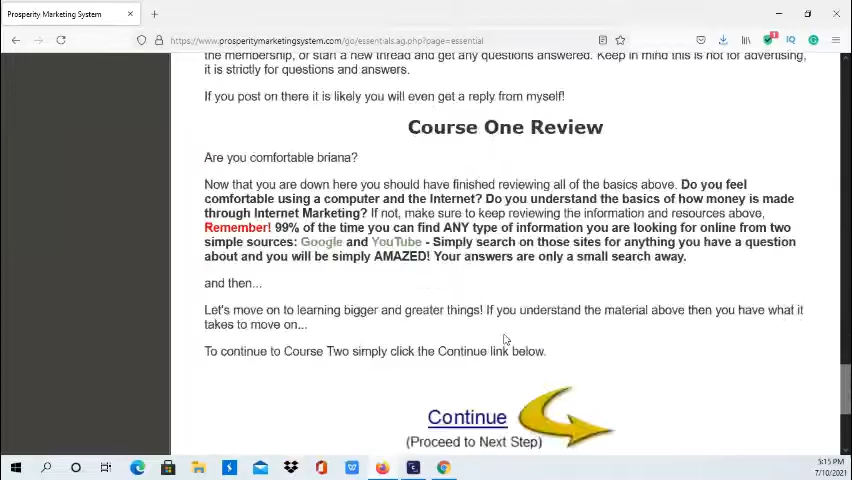 Prosperity Marketing System
https://www.prosperitymarketingsystem.com/go/essentials.ag.php?page=essential
the membership, or start a new thread and get any questions answered. Keep in mind this is not for advertising,
it is strictly for questions and answers.
If you post on there it is likely you will even get a reply from myself!
Course One Review
Are you comfortable briana?
Now that you are down here you should have finished reviewing all of the basics above. Do you feel
comfortable using a computer and the Internet? Do you understand the basics of how money is made
through Internet Marketing? If not, make sure to keep reviewing the information and resources above,
Remember! 99% of the time you can find ANY type of information you are looking for online from two
simple sources: Google and YouTube - Simply search on those sites for anything you have a question
about and you will be simply AMAZED! Your answers are only a small search away.
and then...
Let's move on to learning bigger and greater things! If you understand the material above then you have what it
takes to move on...
To continue to Course Two simply click the Continue link below.
Continue
(Proceed to Next Step)
5:15 PM
7/10/2021